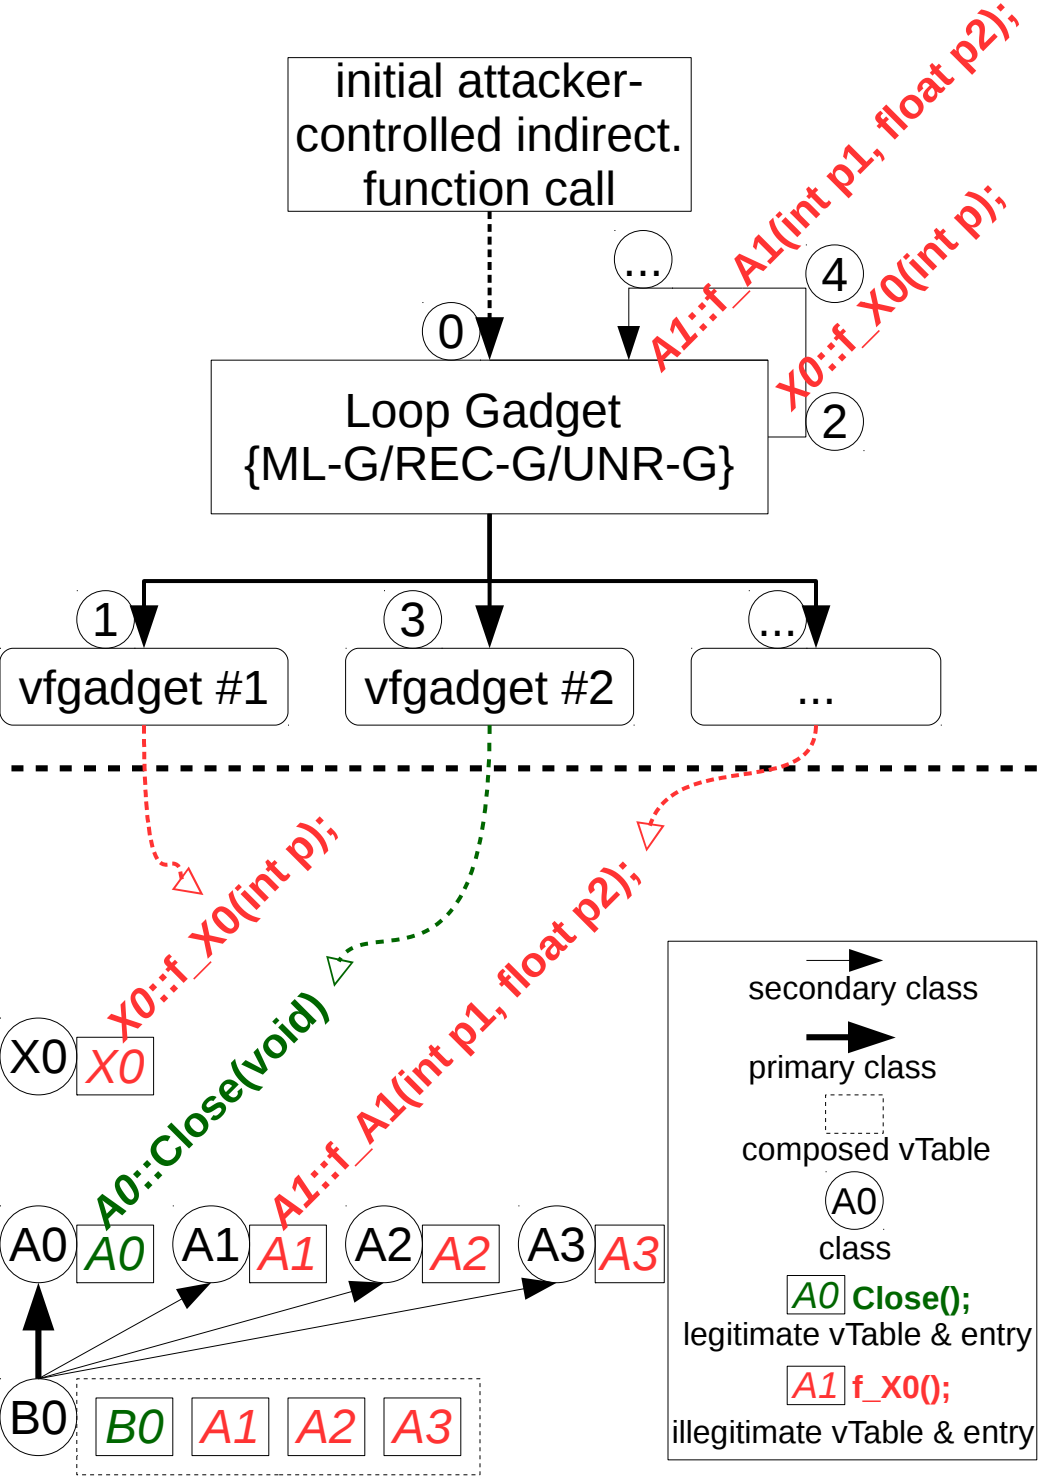 initial attacker-
controlled indirect.
function call
A1::f_A1(int p1, float p2);
X0::f_X0(int p);
...
4
0
2
Loop Gadget
{ML-G/REC-G/UNR-G}
1
3
...
vfgadget #1
vfgadget #2
...
X0::f_X0(int p);
A0::Close(void)
A1::f_A1(int p1, float p2);
X0
X0
A0
A0
A1
A1
A2
A2
A3
A3
B0
B0
A1
A2
A3
secondary class
primary class
composed vTable
A0
class
A0 Close();
legitimate vTable & entry
A1 f_X0();
illegitimate vTable & entry